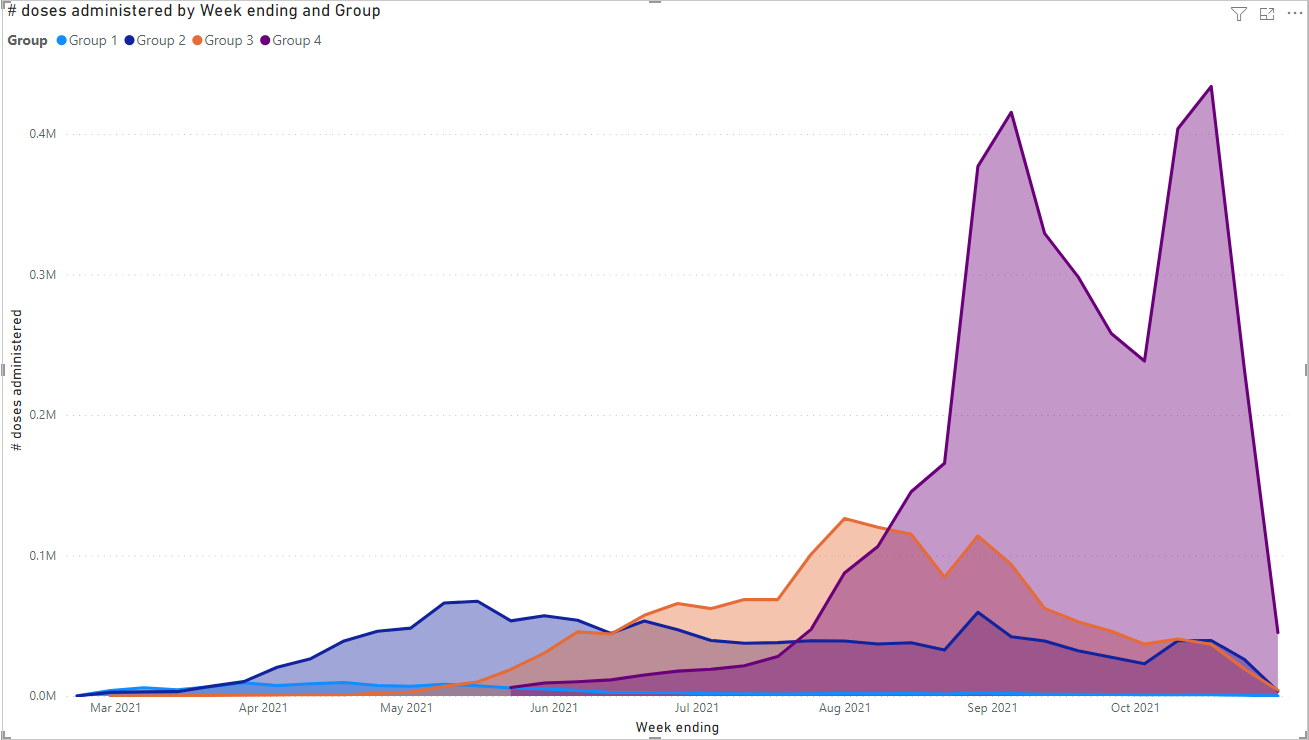 # doses administered by Week ending and Group
Group Group 1 Group 2 Group 3 Group 4
0.4M
0.3M
0.2M
0.1M
0.0M
# doses administered
Mar 2021 Apr 2021 May 2021 Jun 2021 Jul 2021 Aug 2021 Sep 2021 Oct 2021
Week ending